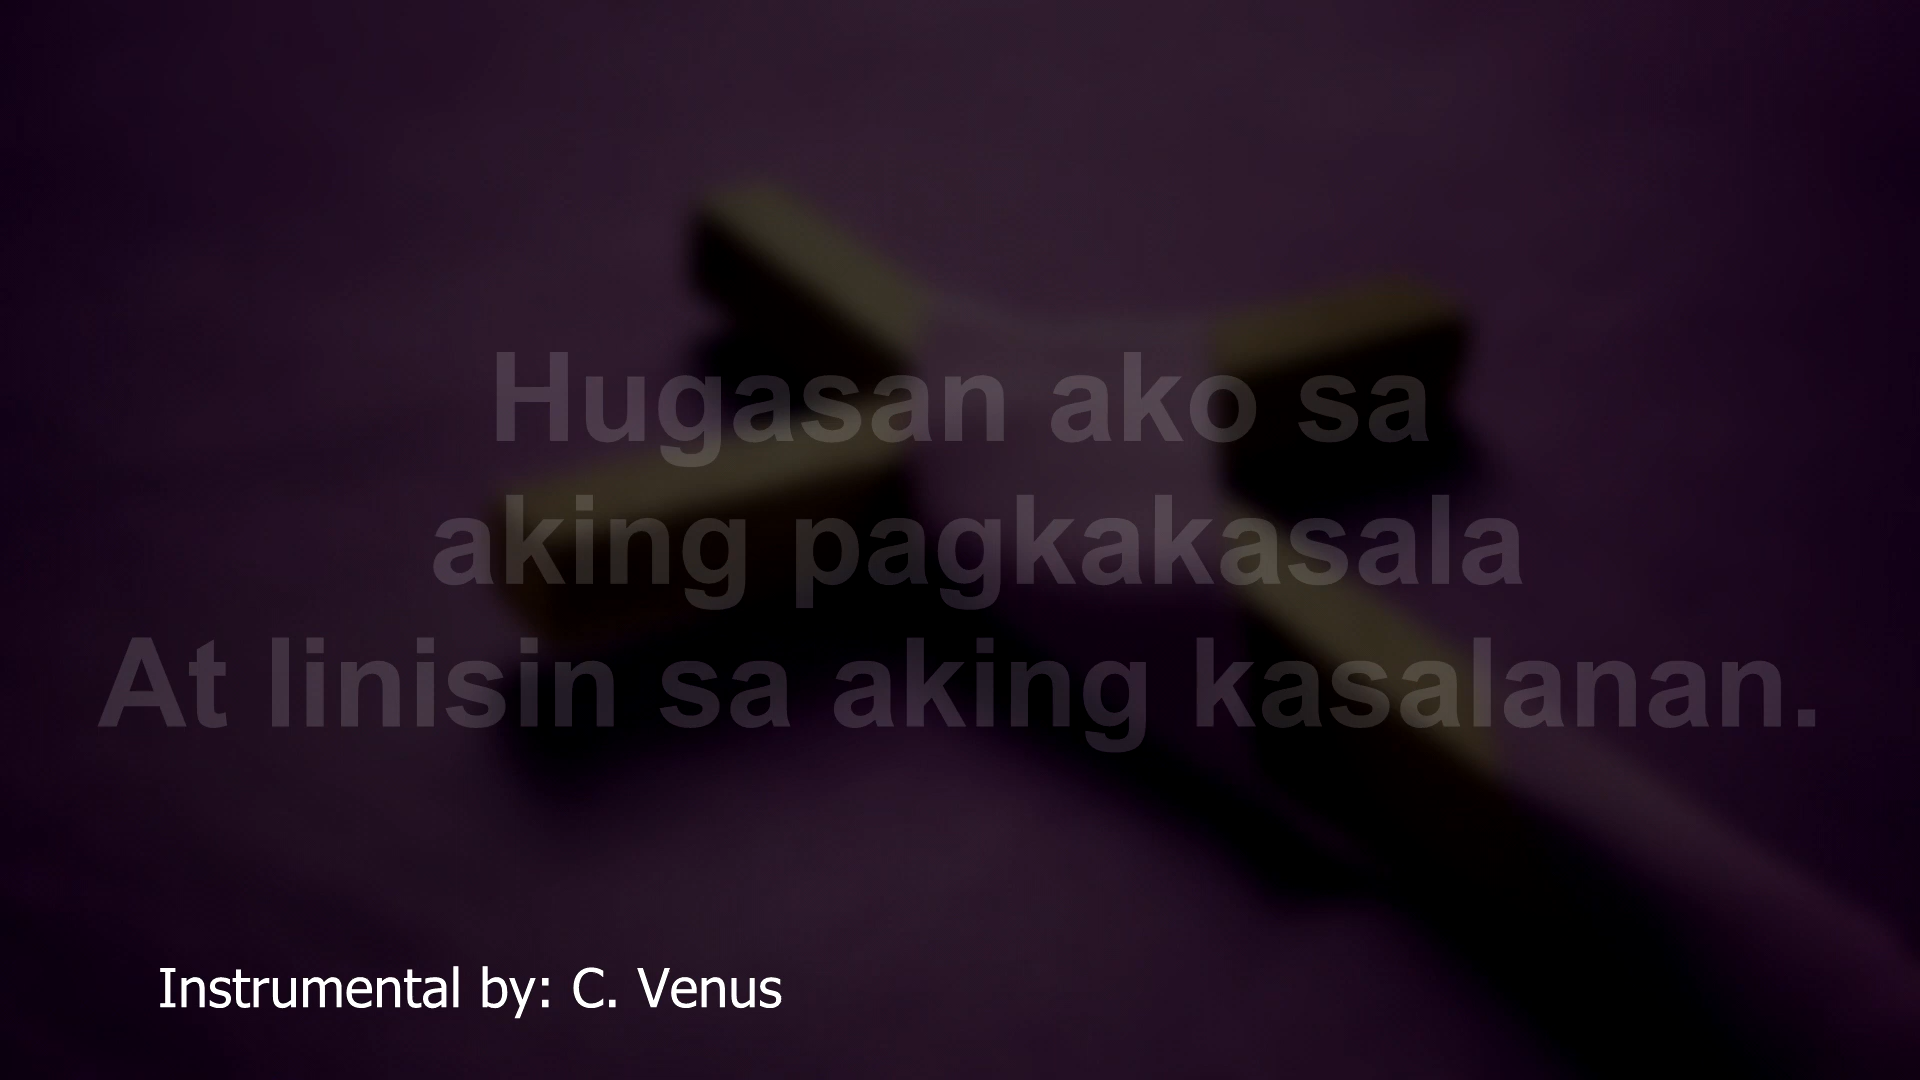 Hugasan ako sa
aking pagkakasala
At linisin sa aking kasalanan.
Instrumental by: C. Venus